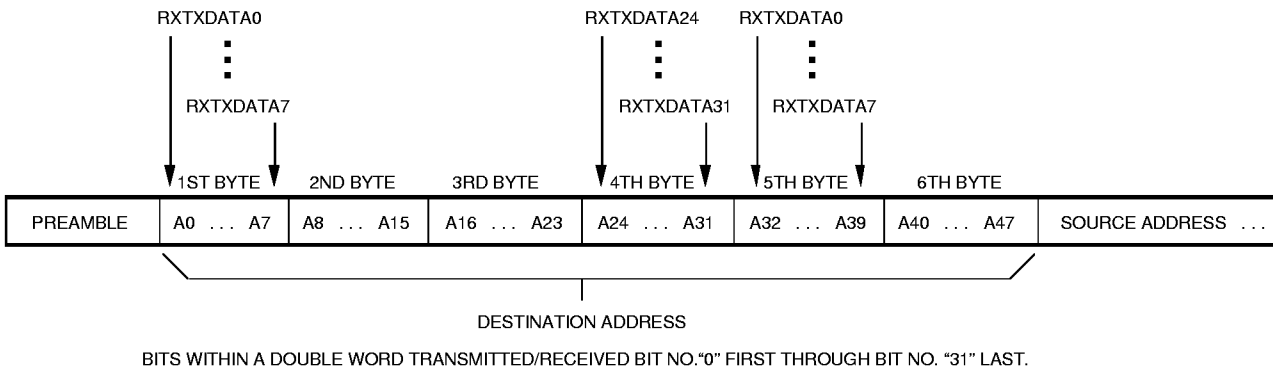 RXTXDATA0 RXTXDATA24 RXTXDATA0
RXTXDATA7 RXTXDATA31 RXTXDATA7
1ST BYTE 2ND BYTE 3RD BYTE 4TH BYTE 5TH BYTE 6TH BYTE
PREAMBLE A0 ... A7 A8 ... A15 A16 ... A23 A24 ... A31 A32 ... A39 A40 ... A47 SOURCE ADDRESS ...
DESTINATION ADDRESS
BITS WITHIN A DOUBLE WORD TRANSMITTED/RECEIVED BIT NO."0" FIRST THROUGH BIT NO. "31" LAST.